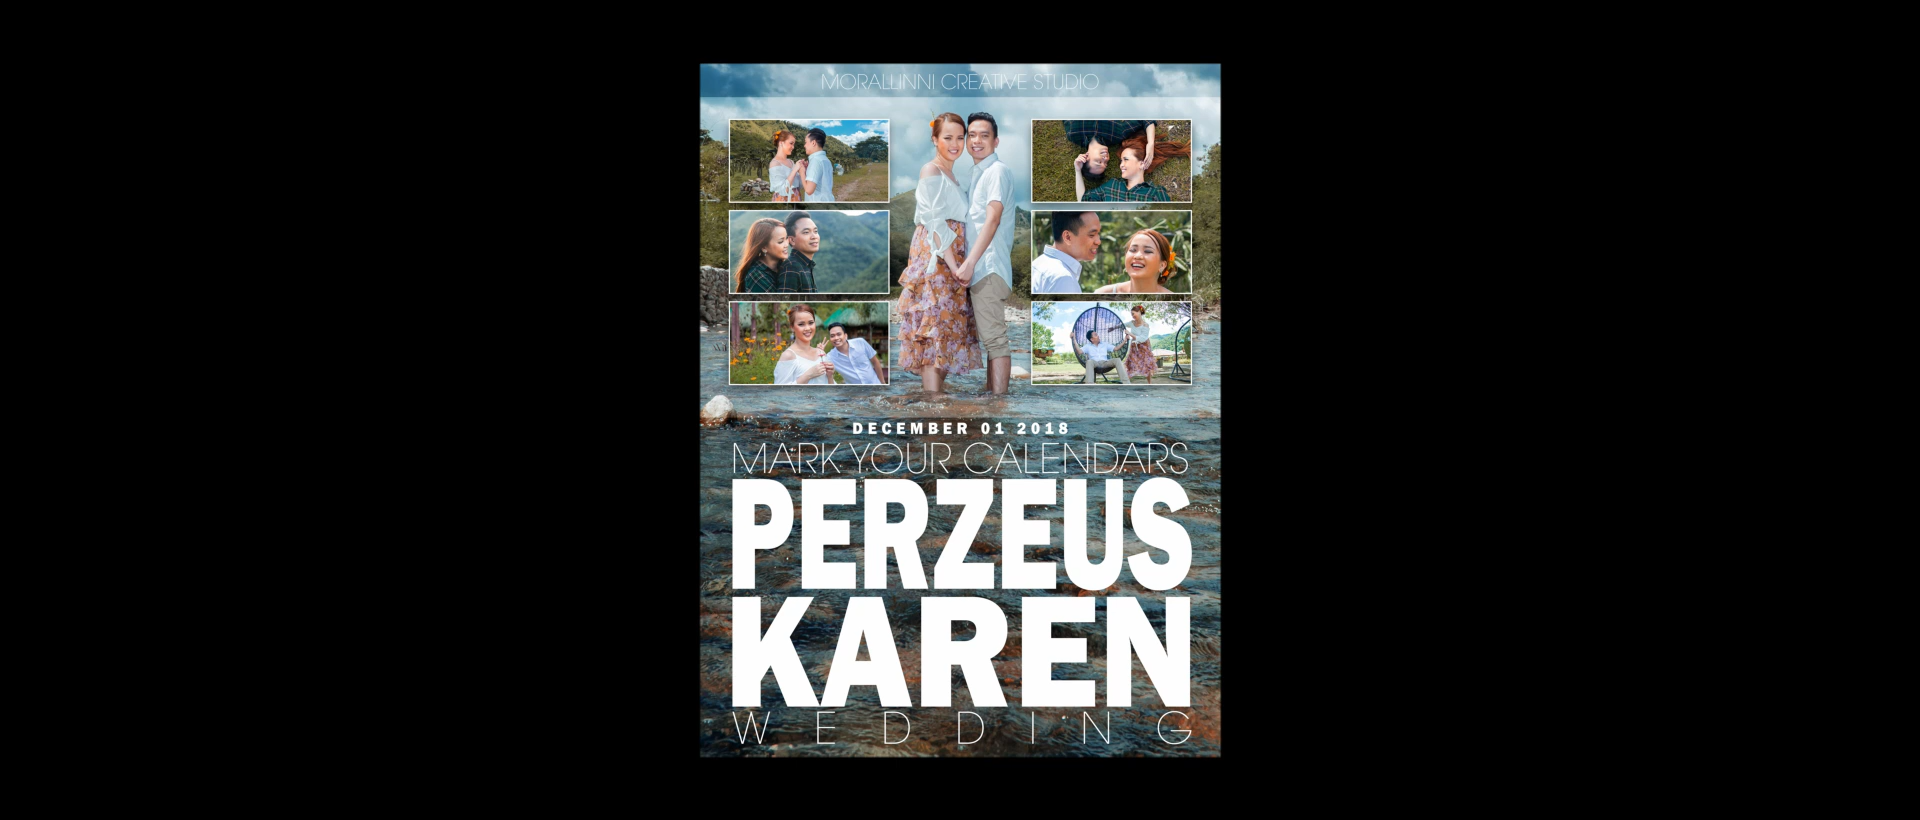 MORALLINNI CREATIVE STUDIO
DECEMBER 01 2018
MARK YOUR CALENDARS
PERZEUS
KAREN
WEDDING